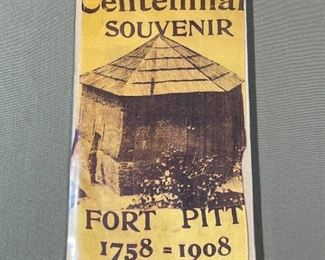 Centennial
SOUVENIR
FORT PITT
1758 = 1908